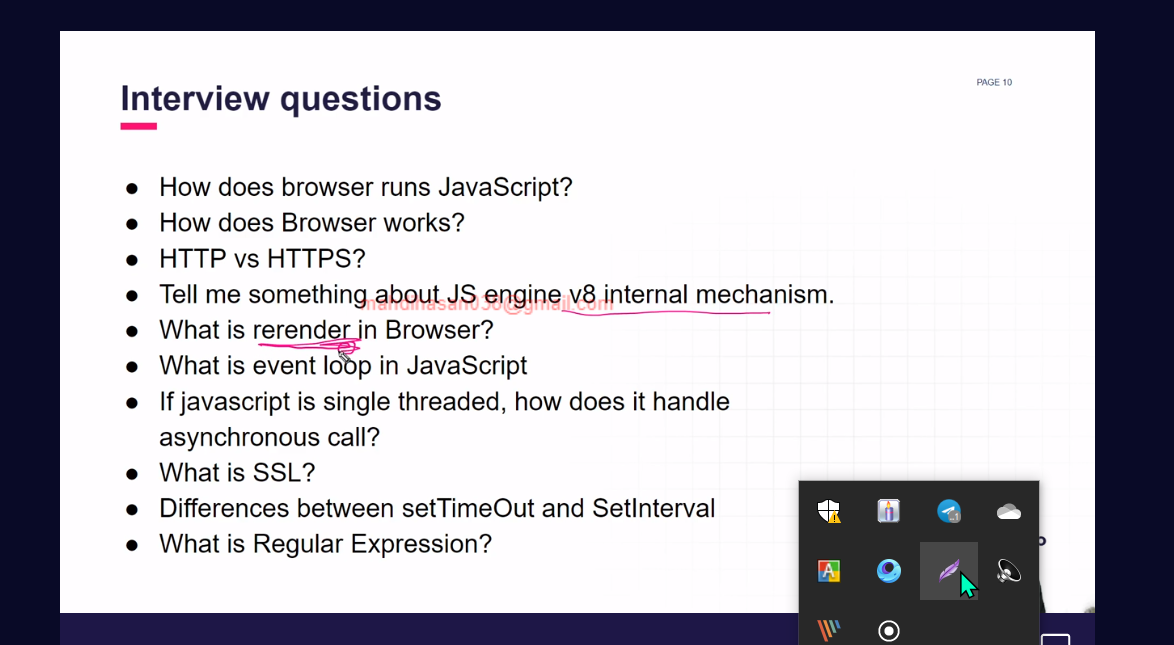 PAGE 10
Interview questions
● How does browser runs JavaScript?
● How does Browser works?
● HTTP vs HTTPS?
● Tell me something about JS engine v8 internal mechanism.
mahdihasan036@gmail.com
● What is rerender in Browser?
● What is event loop in JavaScript
● If javascript is single threaded, how does it handle
asynchronous call?
● What is SSL?
● Differences between setTimeOut and SetInterval
● What is Regular Expression?